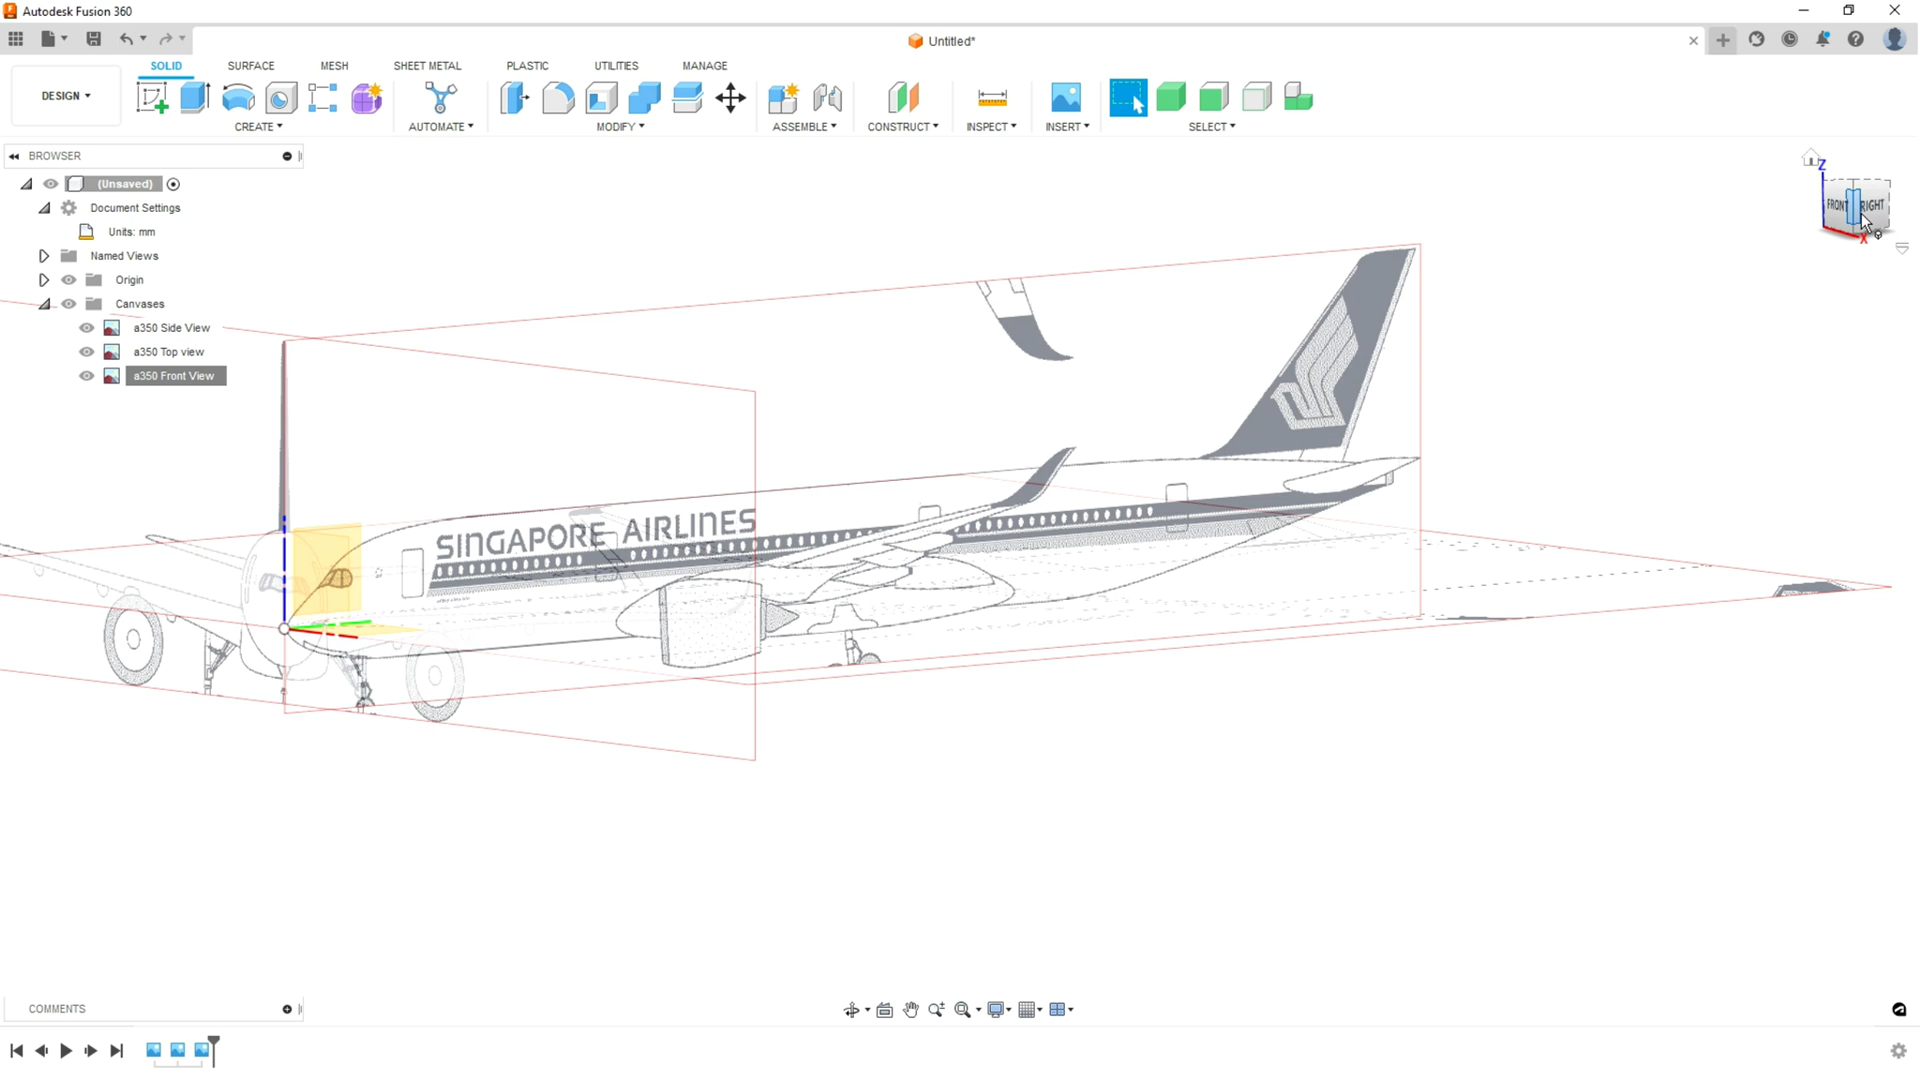 Autodesk Fusion 360
Untitled*
SOLID SURFACE MESH SHEET METAL PLASTIC UTILITIES MANAGE
DESIGN
CREATE AUTOMATE MODIFY ASSEMBLE CONSTRUCT INSPECT INSERT SELECT
BROWSER
(Unsaved)
Document Settings
Units: mm
Named Views
Origin
Canvases
a350 Side View
a350 Top view
a350 Front View
Z
FRONT RIGHT
X
SINGAPORE AIRLINES
COMMENTS